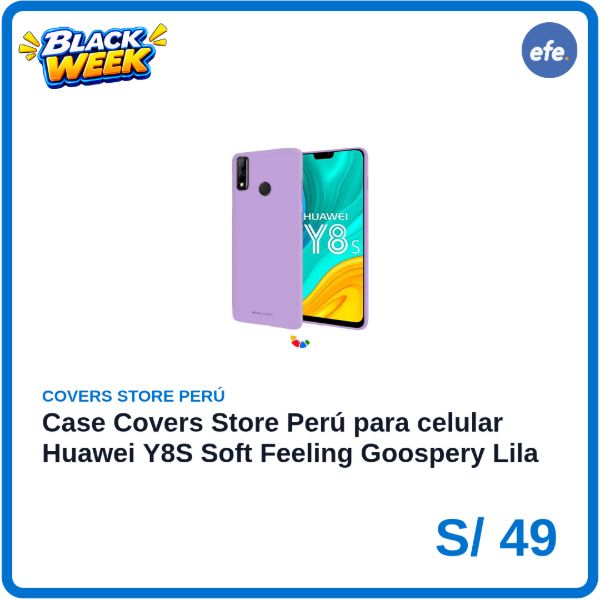 BLACK
WEEK
efe.
HUAWEI
Y8s
COVERS STORE PERÚ
Case Covers Store Perú para celular
Huawei Y8S Soft Feeling Goospery Lila
S/ 49